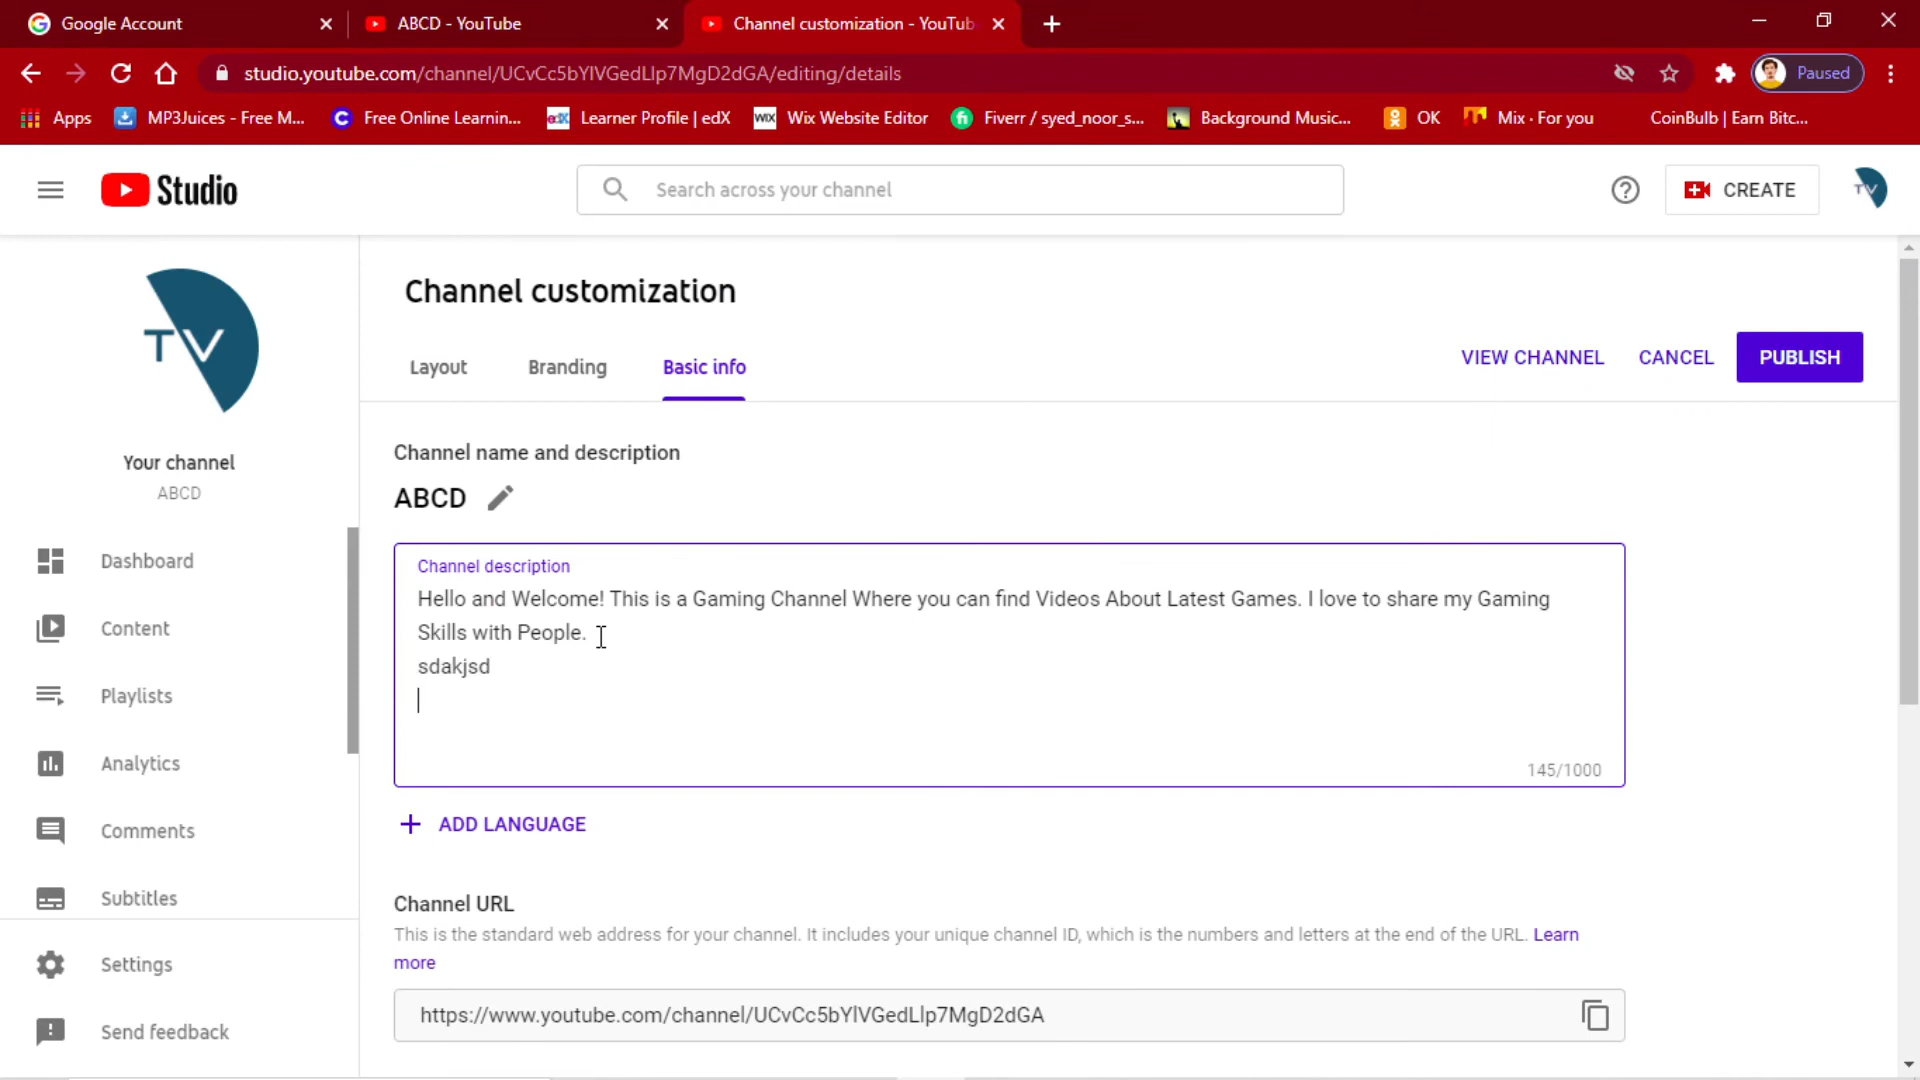 Google Account
ABCD - YouTube
Channel customization - YouTub
studio.youtube.com/channel/UCvCc5bYlVGedLlp7MgD2dGA/editing/details
Paused
Apps
MP3Juices - Free M...
Free Online Learnin...
edX
Learner Profile | edX
WIX
Wix Website Editor
fi
Fiverr / syed_noor_s...
Background Music...
OK
Mix · For you
CoinBulb | Earn Bitc...
Studio
Search across your channel
CREATE
TV
TV
Your channel
ABCD
Dashboard
Content
Playlists
Analytics
Comments
Subtitles
Settings
Send feedback
Channel customization
Layout
Branding
Basic info
VIEW CHANNEL
CANCEL
PUBLISH
Channel name and description
ABCD
Channel description
Hello and Welcome! This is a Gaming Channel Where you can find Videos About Latest Games. I love to share my Gaming
Skills with People.
sdakjsd
145/1000
+ ADD LANGUAGE
Channel URL
This is the standard web address for your channel. It includes your unique channel ID, which is the numbers and letters at the end of the URL. Learn
more
https://www.youtube.com/channel/UCvCc5bYlVGedLlp7MgD2dGA